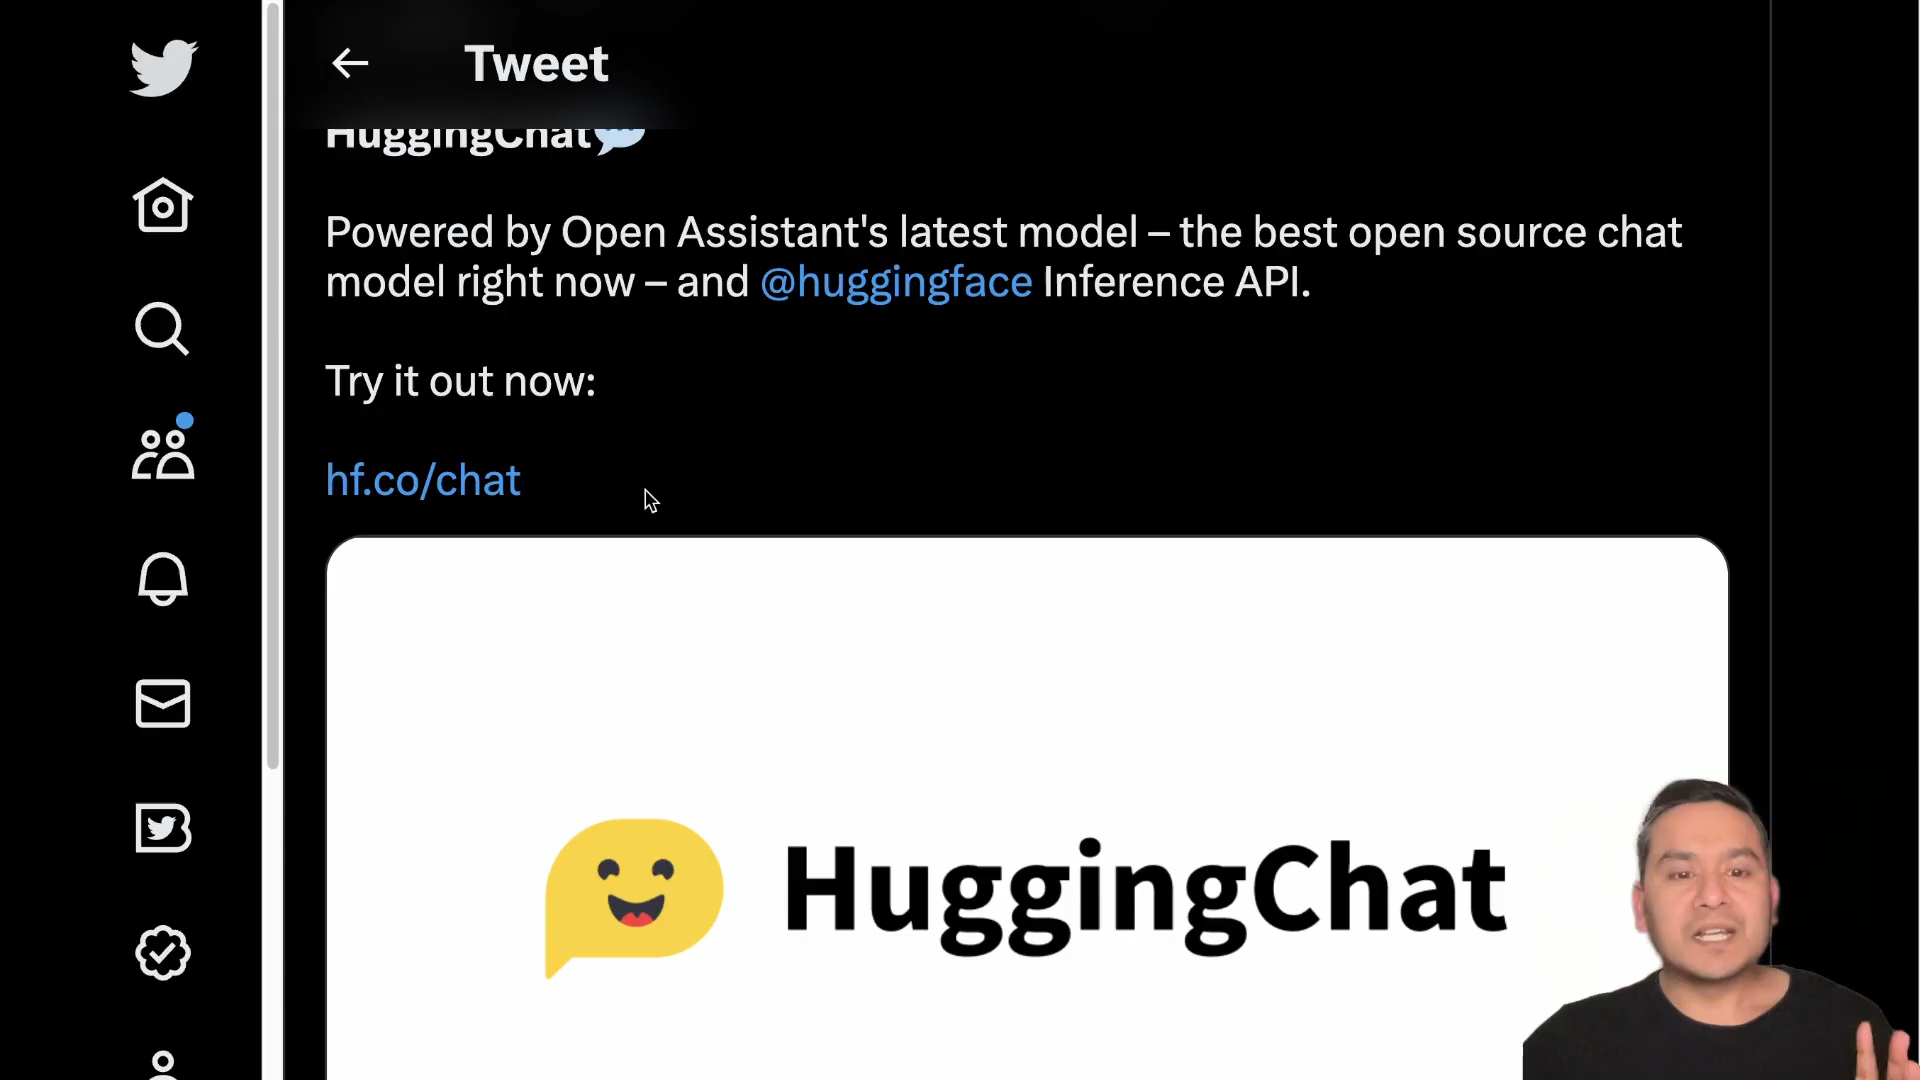 Tweet
HuggingChat
Powered by Open Assistant's latest model – the best open source chat
model right now – and @huggingface Inference API.
Try it out now:
hf.co/chat
HuggingChat